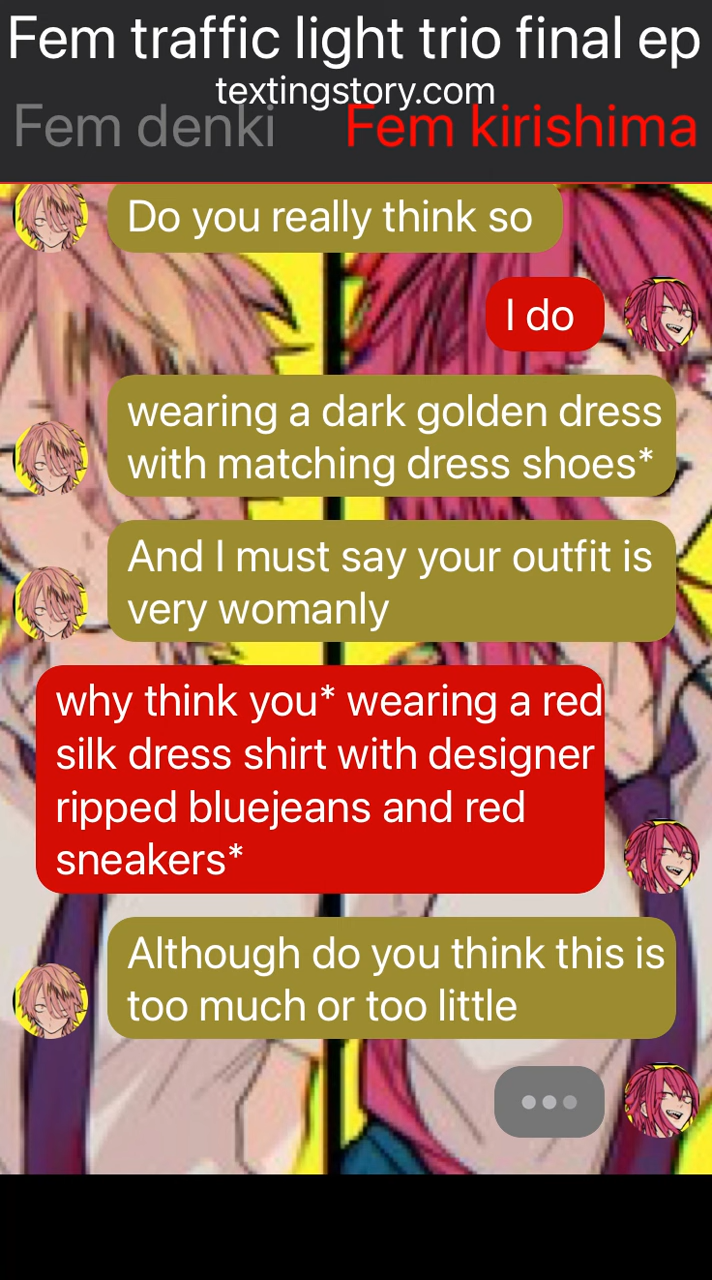 Fem traffic light trio final ep
textingstory.com
Fem denki Fem kirishima
Do you really think so
I do
wearing a dark golden dress
with matching dress shoes*
And I must say your outfit is
very womanly
why think you* wearing a red
silk dress shirt with designer
ripped bluejeans and red
sneakers*
Although do you think this is
too much or too little